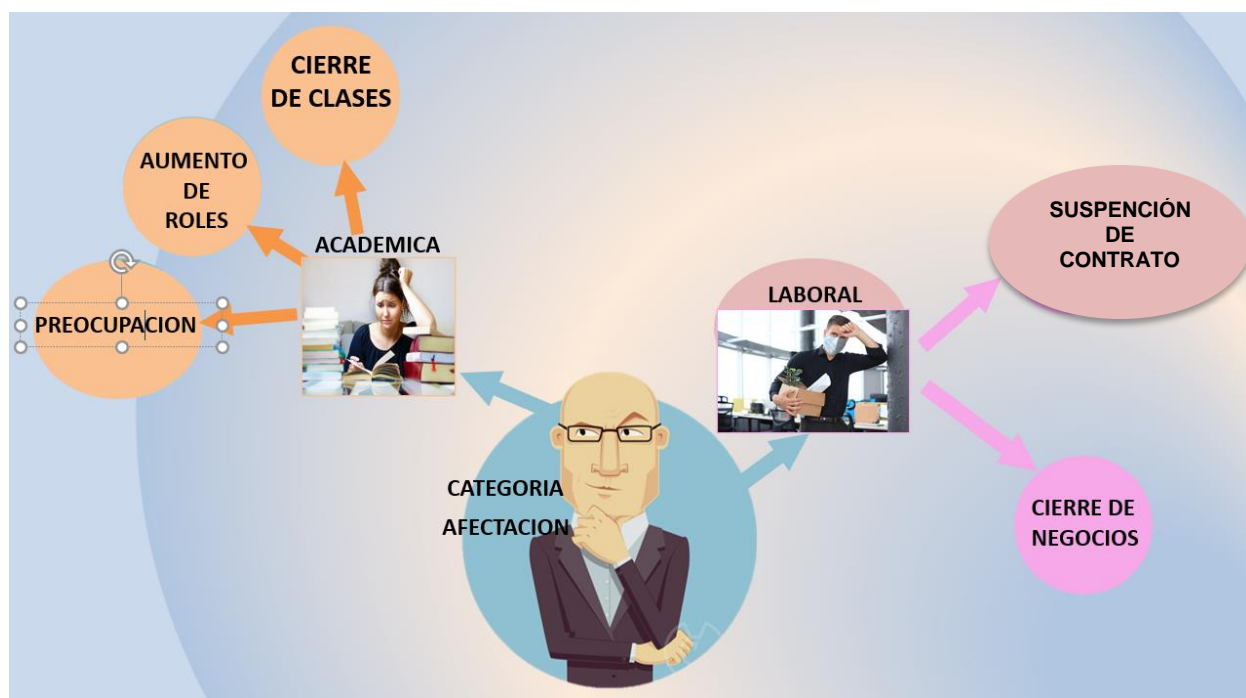 CIERRE
DE CLASES
AUMENTO
DE
ROLES
PREOCUPACION
ACADEMICA
LABORAL
SUSPENCIÓN
DE
CONTRATO
CIERRE DE
NEGOCIOS
CATEGORIA
AFECTACION